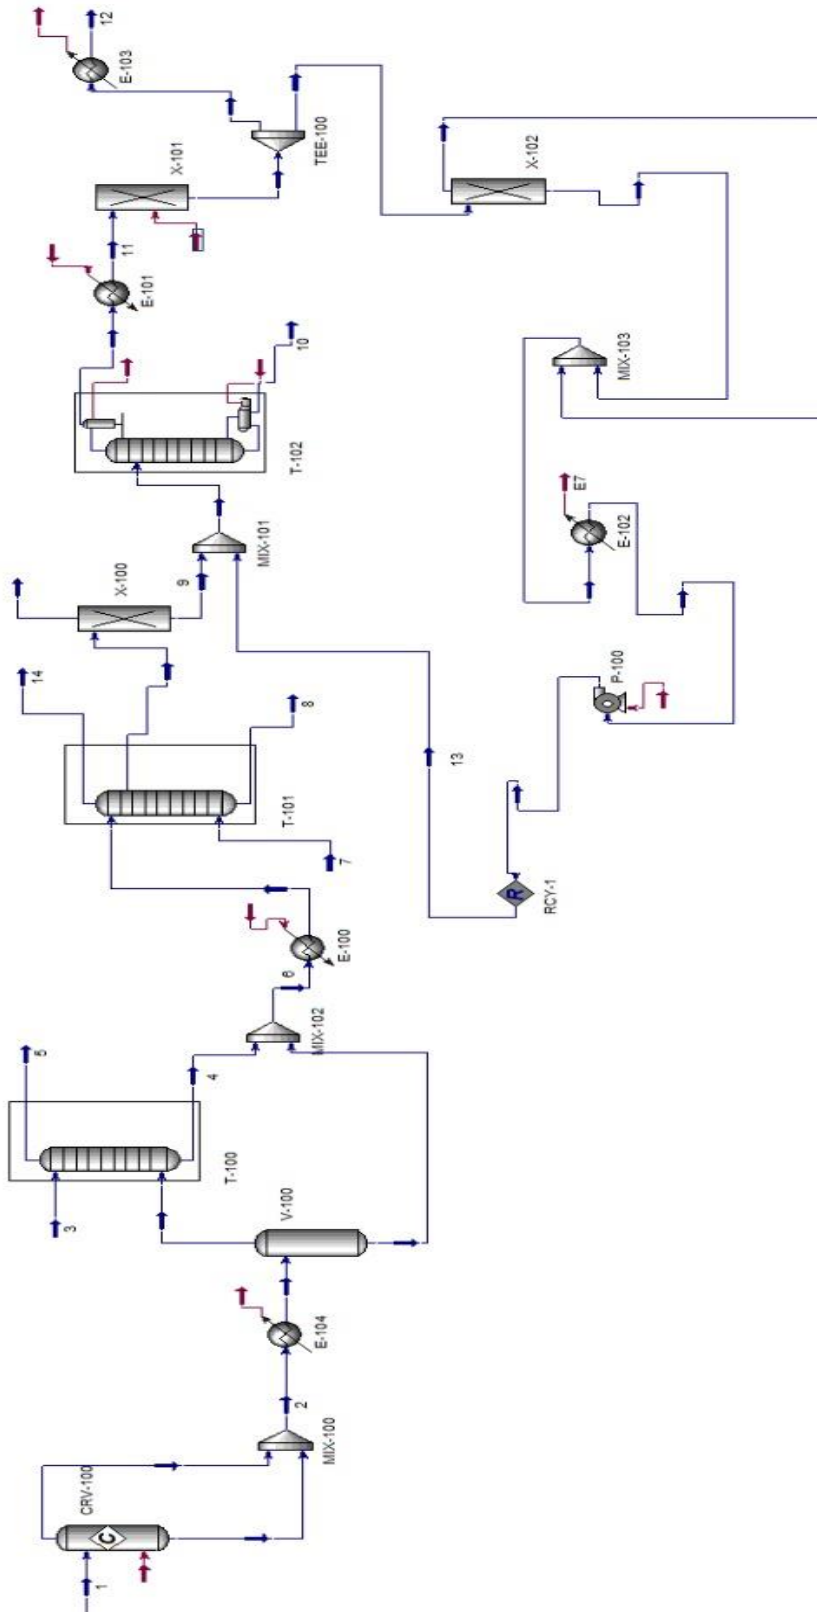 12
E-103
TEE-100
X-101
11
E-101
X-102
10
T-102
MIX-103
MIX-101
E7
E-102
X-100
9
14
8
P-100
T-101
13
7
RCY-1
E-100
6
MIX-102
5
4
T-100
3
V-100
E-104
2
MIX-100
CRV-100
C
1
R